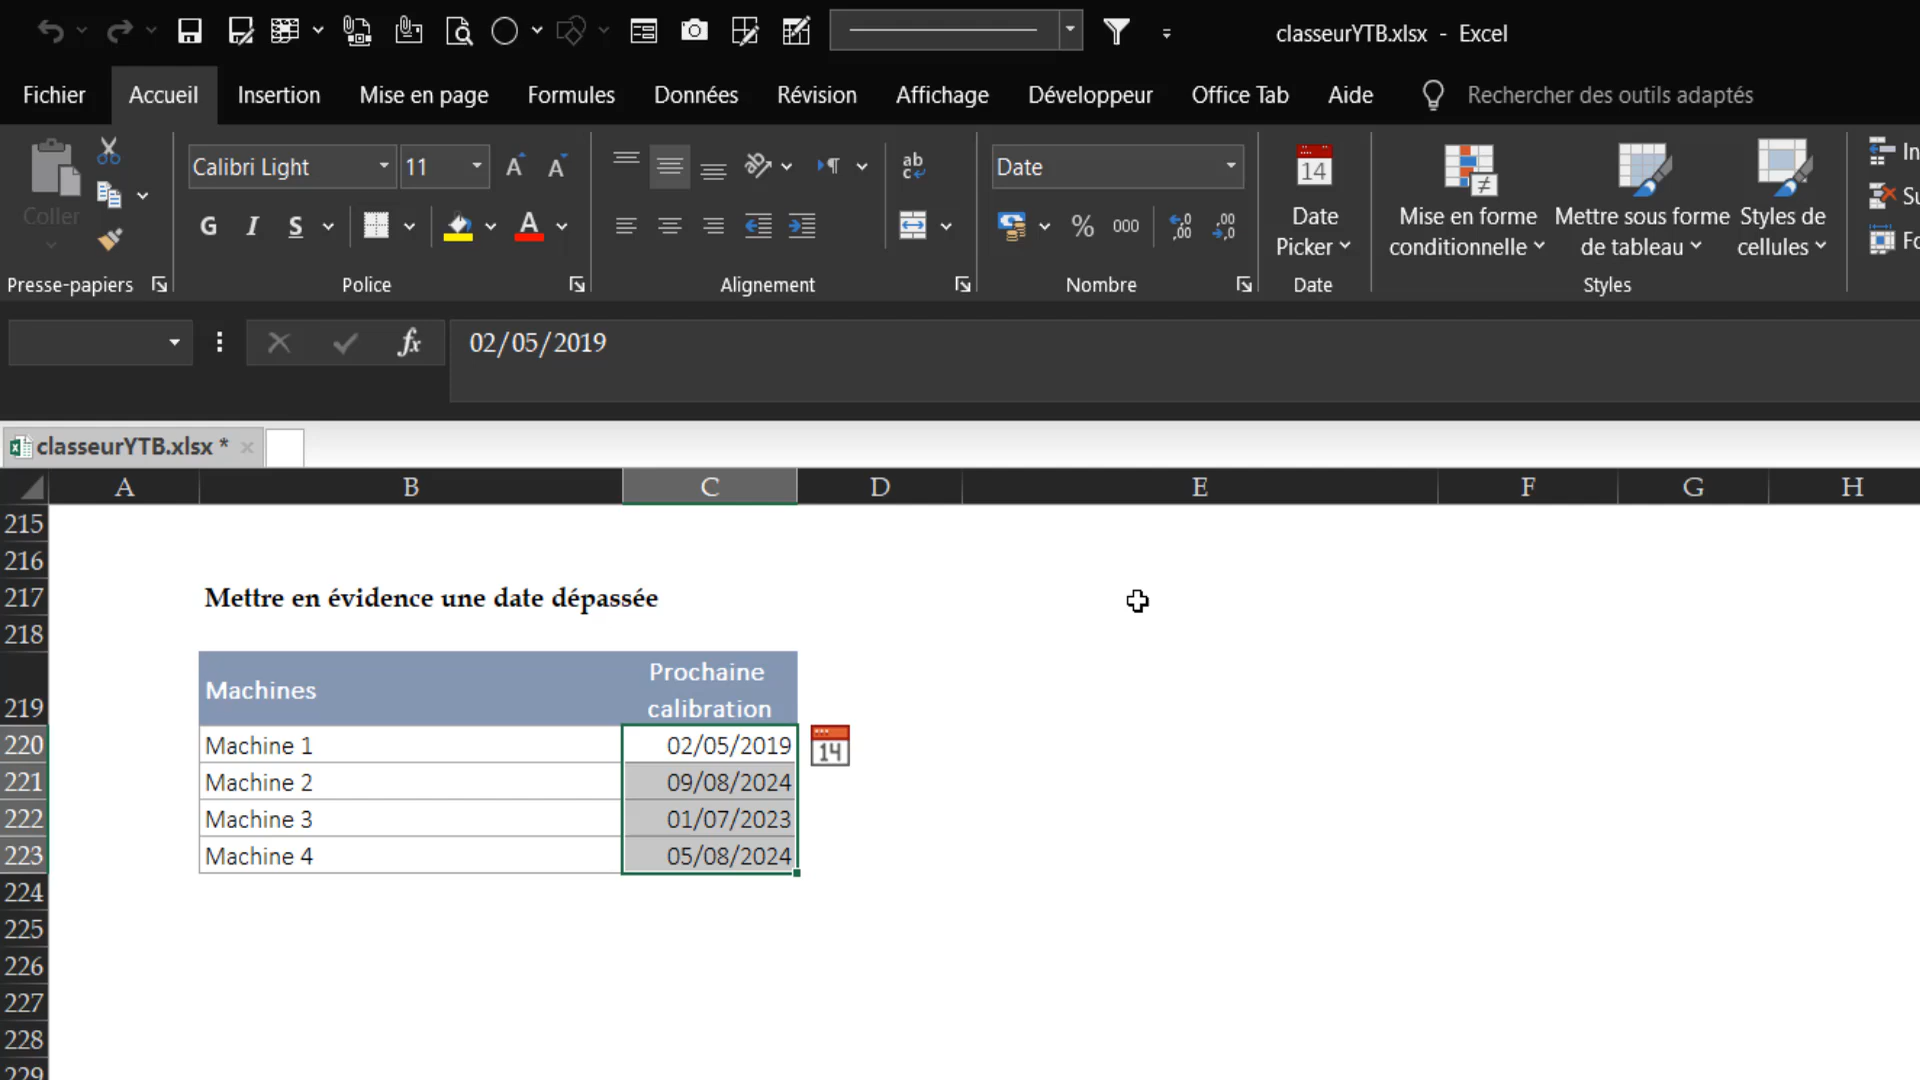 classeurYTB.xlsx - Excel
Fichier Accueil Insertion Mise en page Formules Données Révision Affichage Développeur Office Tab Aide Rechercher des outils adaptés
Coller
Presse-papiers
Calibri Light 11
G I S A
Police
ab
Alignement
Date
% 000
Nombre
14
Date
Picker
Date
Mise en forme
conditionnelle
Mettre sous forme
de tableau
Styles de
cellules
Styles
fx 02/05/2019
classeurYTB.xlsx *
A B C D E F G H
215
216
217 Mettre en évidence une date dépassée
218
219 Machines Prochaine
calibration
220 Machine 1 02/05/2019 14
221 Machine 2 09/08/2024
222 Machine 3 01/07/2023
223 Machine 4 05/08/2024
224
225
226
227
228
229